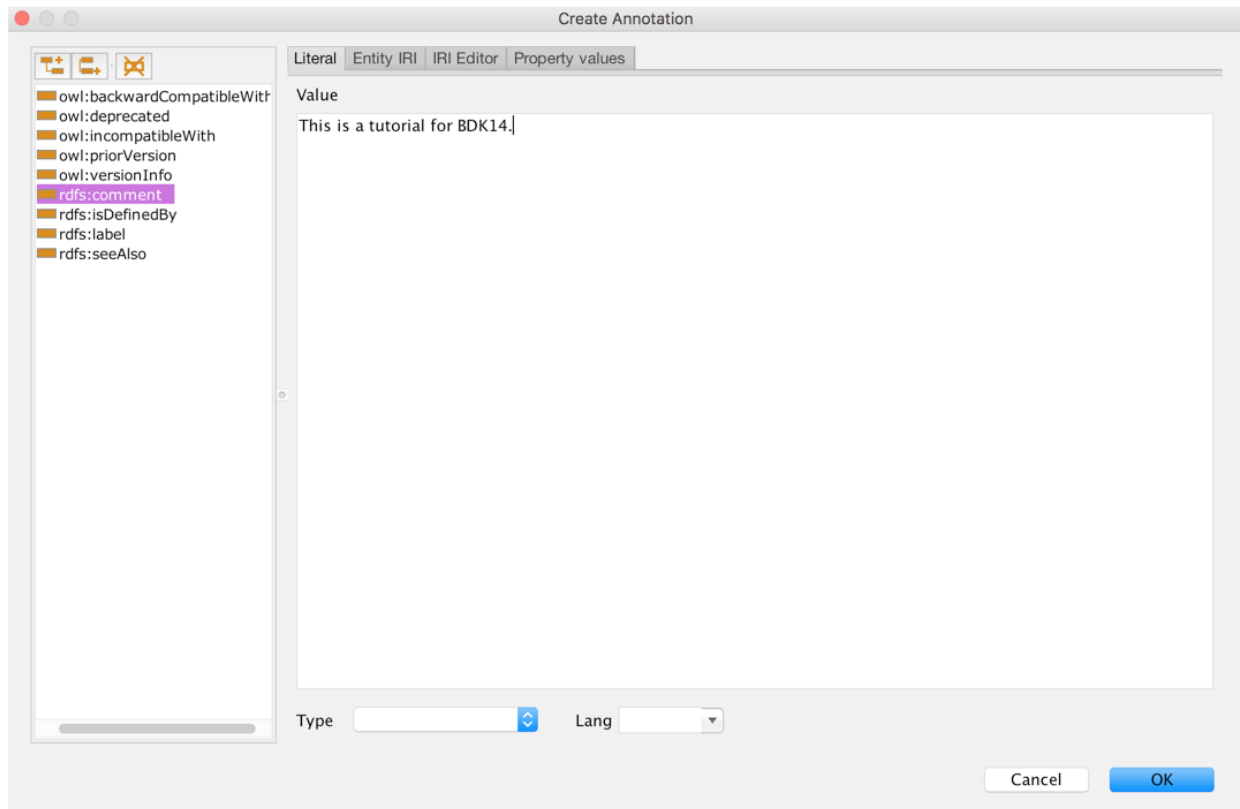 Create Annotation
Literal Entity IRI IRI Editor Property values
owl:backwardCompatibleWith
owl:deprecated
owl:incompatibleWith
owl:priorVersion
owl:versionInfo
rdfs:comment
rdfs:isDefinedBy
rdfs:label
rdfs:seeAlso
Value
This is a tutorial for BDK14.
Type Lang
Cancel OK